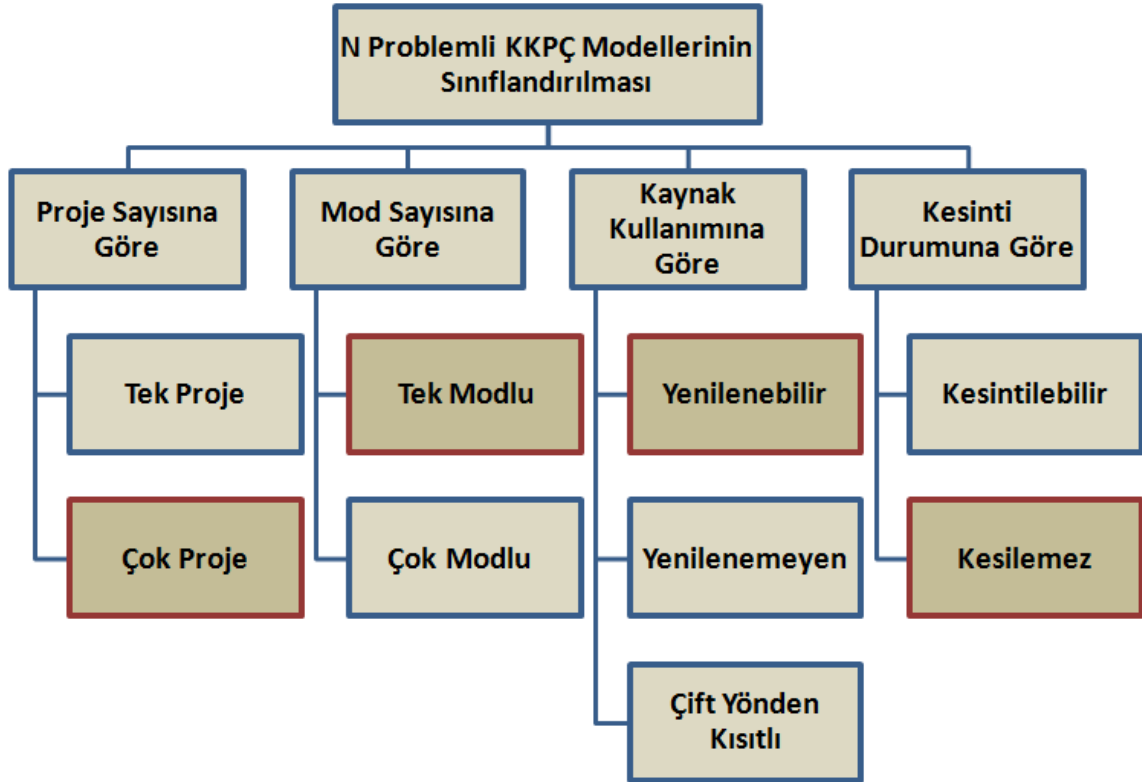 N Problemli KKPÇ Modellerinin
Sınıflandırılması
Proje Sayısına
Göre
Tek Proje
Çok Proje
Mod Sayısına
Göre
Tek Modlu
Çok Modlu
Kaynak
Kullanımına
Göre
Yenilenebilir
Yenilenemeyen
Çift Yönden
Kısıtlı
Kesinti
Durumuna Göre
Kesintilebilir
Kesilemez